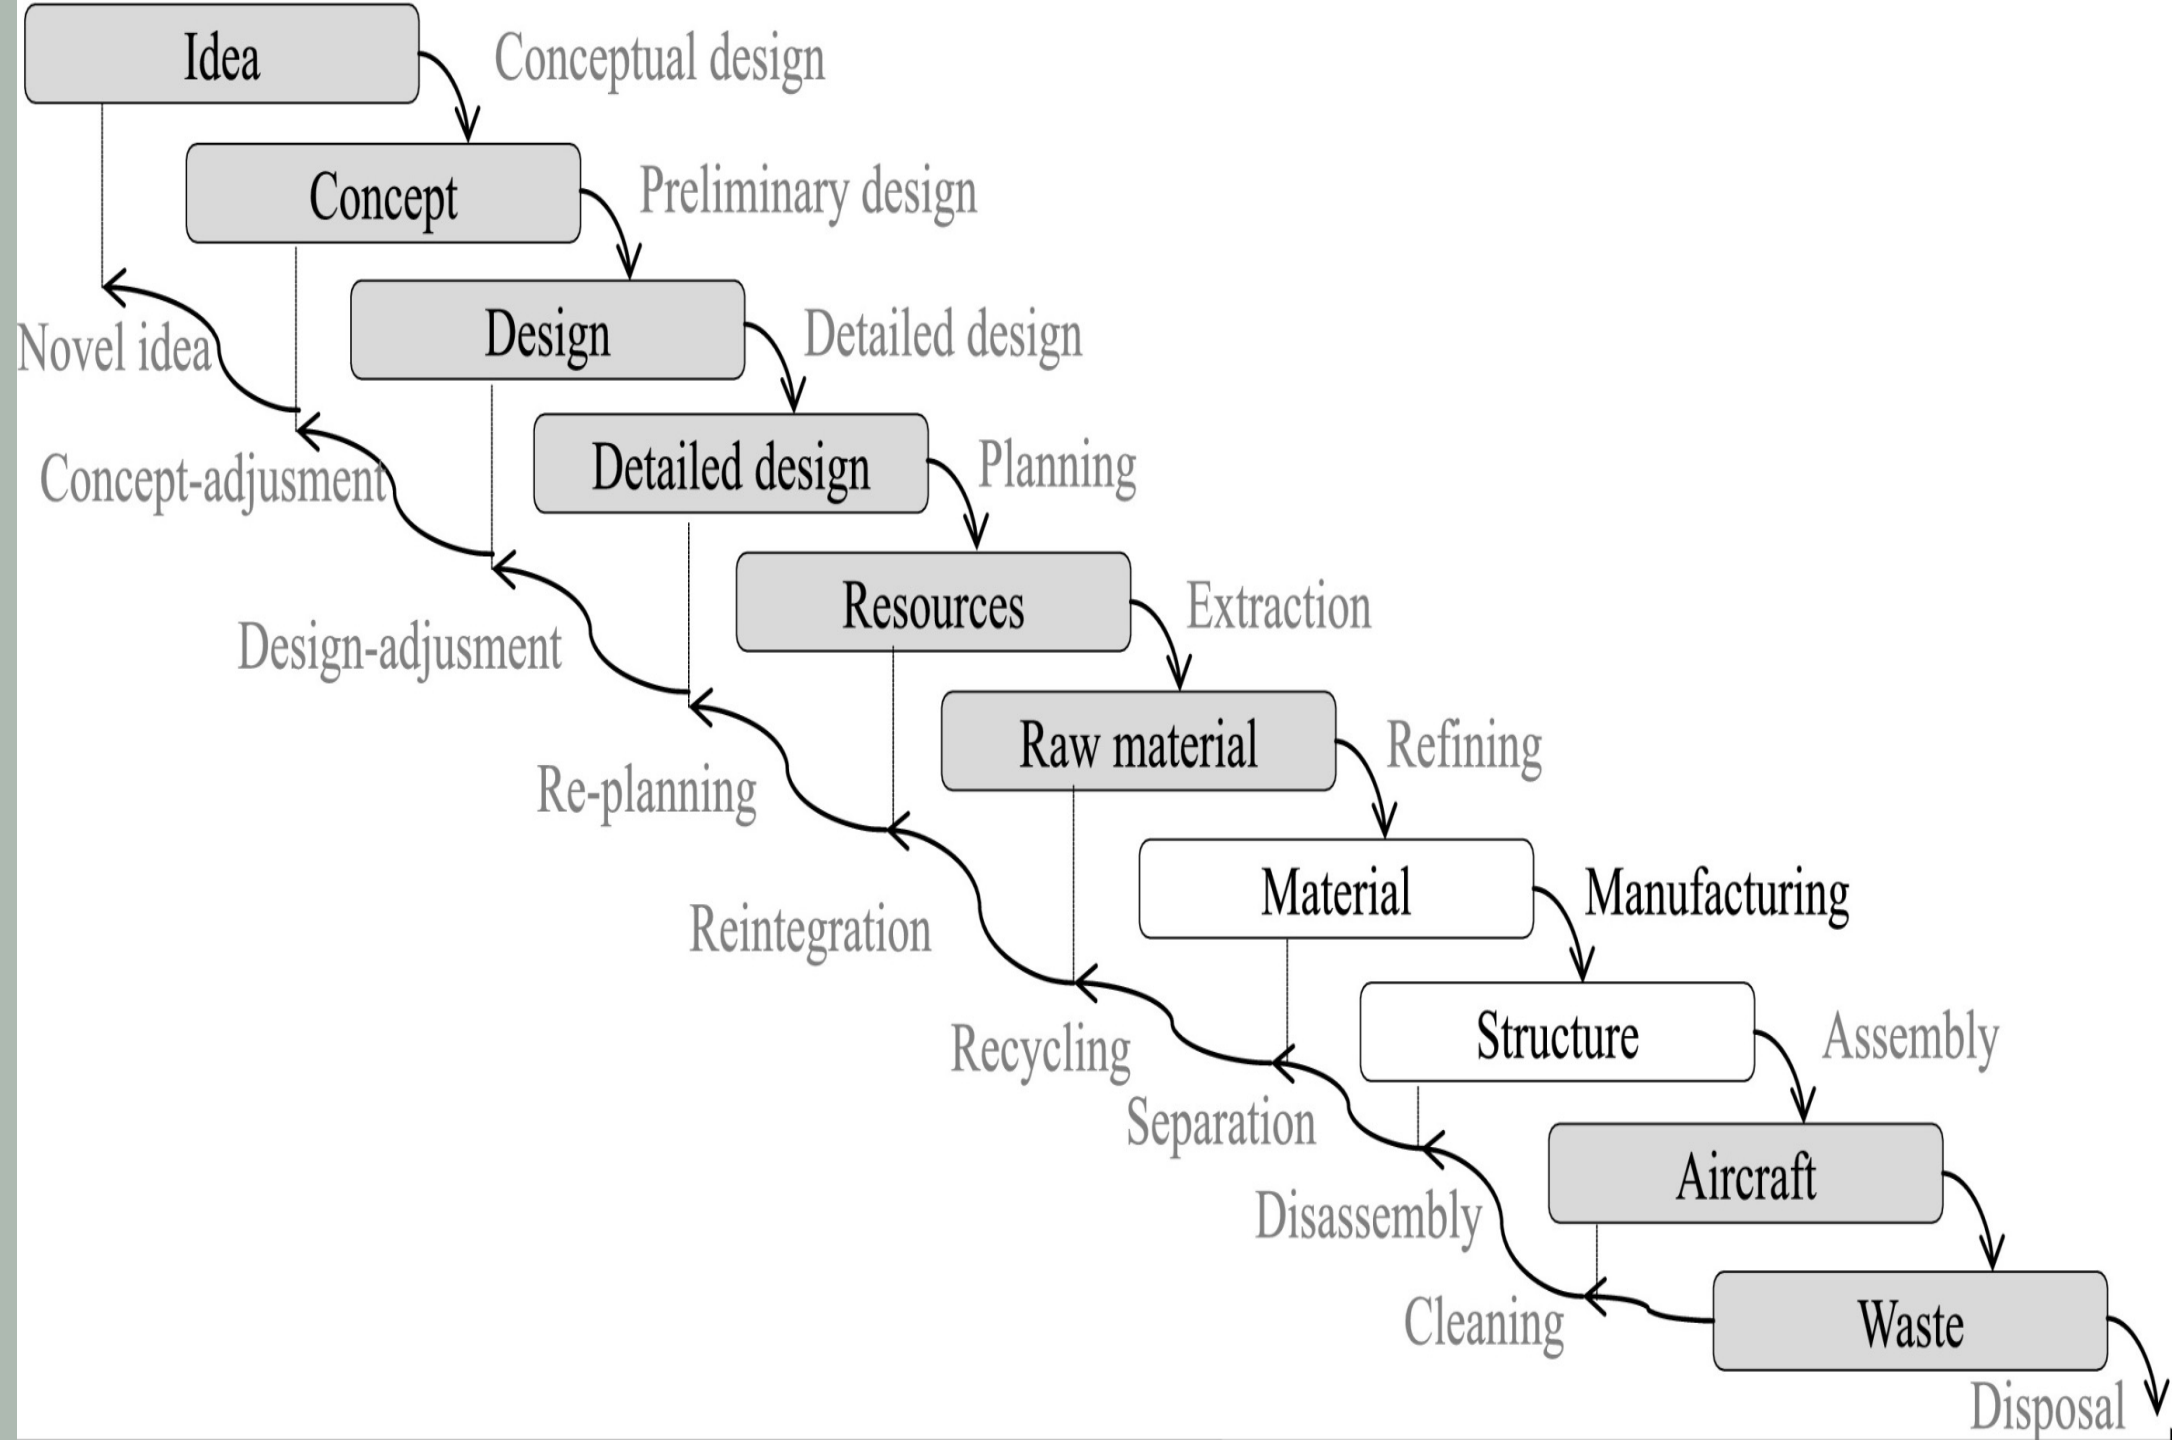 Idea
Conceptual design
Concept
Preliminary design
Design
Detailed design
Novel idea
Detailed design
Planning
Concept-adjusment
Resources
Extraction
Design-adjusment
Raw material
Refining
Re-planning
Material
Manufacturing
Reintegration
Structure
Assembly
Recycling
Separation
Aircraft
Disassembly
Cleaning
Waste
Disposal